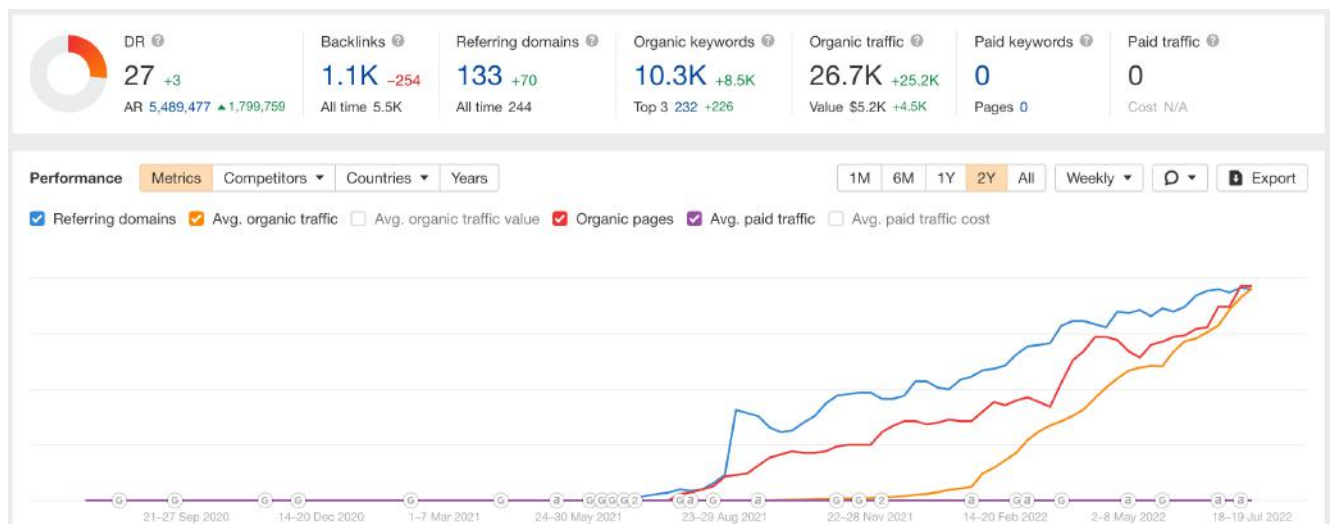 DR Backlinks Referring domains Organic keywords Organic traffic Paid keywords Paid traffic
27 +3 1.1K −254 133 +70 10.3K +8.5K 26.7K +25.2K 0 0
AR 5,489,477 ▲1,799,759 All time 5.5K All time 244 Top 3 232 +226 Value $5.2K +4.5K Pages 0 Cost N/A
Performance Metrics Competitors Countries Years 1M 6M 1Y 2Y All Weekly Export
Referring domains Avg. organic traffic Avg. organic traffic value Organic pages Avg. paid traffic Avg. paid traffic cost
G G G G G G a G G G G 2 G a G a G G 2 a G a G a G a a
21–27 Sep 2020 14–20 Dec 2020 1–7 Mar 2021 24–30 May 2021 23–29 Aug 2021 22–28 Nov 2021 14–20 Feb 2022 2–8 May 2022 18–19 Jul 2022